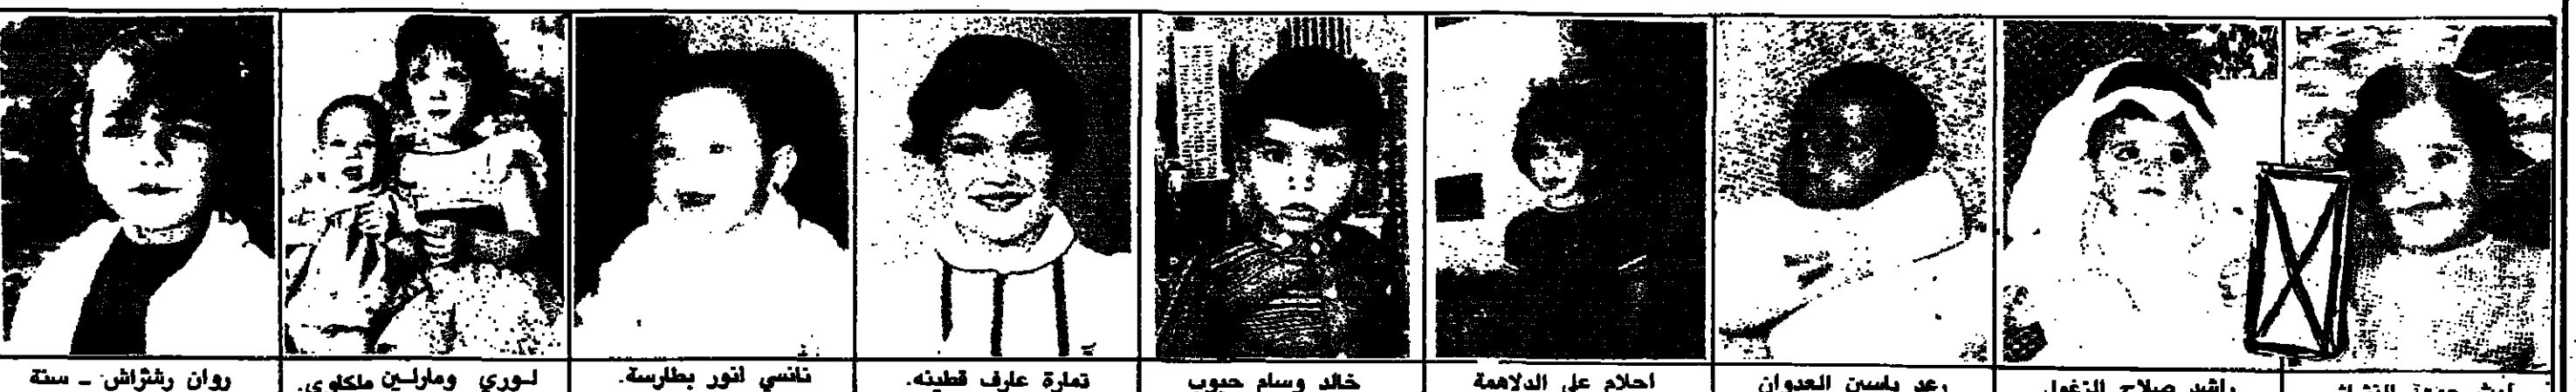 راشد صلاح الزغول
رعد ياسين العدوان
احلام علي الدلاهمة
خالد وسام حبوب
تمارة عارف قطينه.
نانسي انور بطارسة.
لوري ومارلين ملكاوي.
روان رشراش - سنة